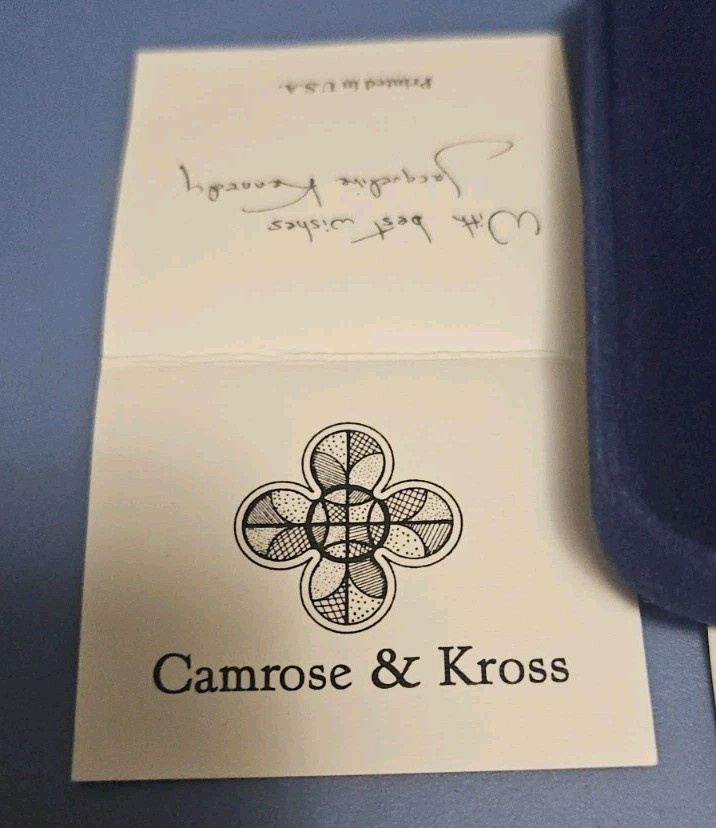 With best wishes
Jacqueline Kennedy
Printed in U.S.A.
Camrose & Kross